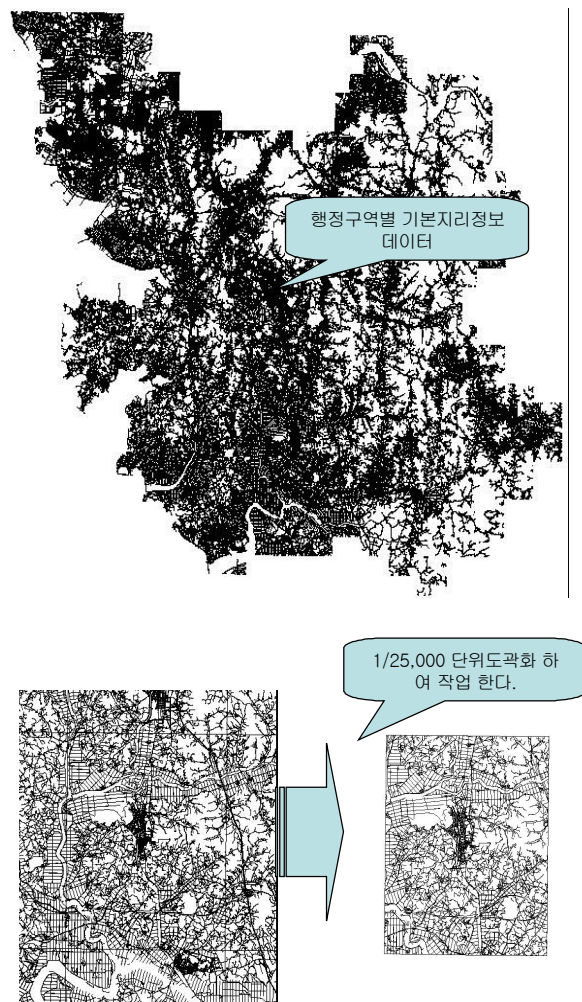 행정구역별 기본지리정보
데이터
1/25,000 단위도곽화 하
여 작업 한다.